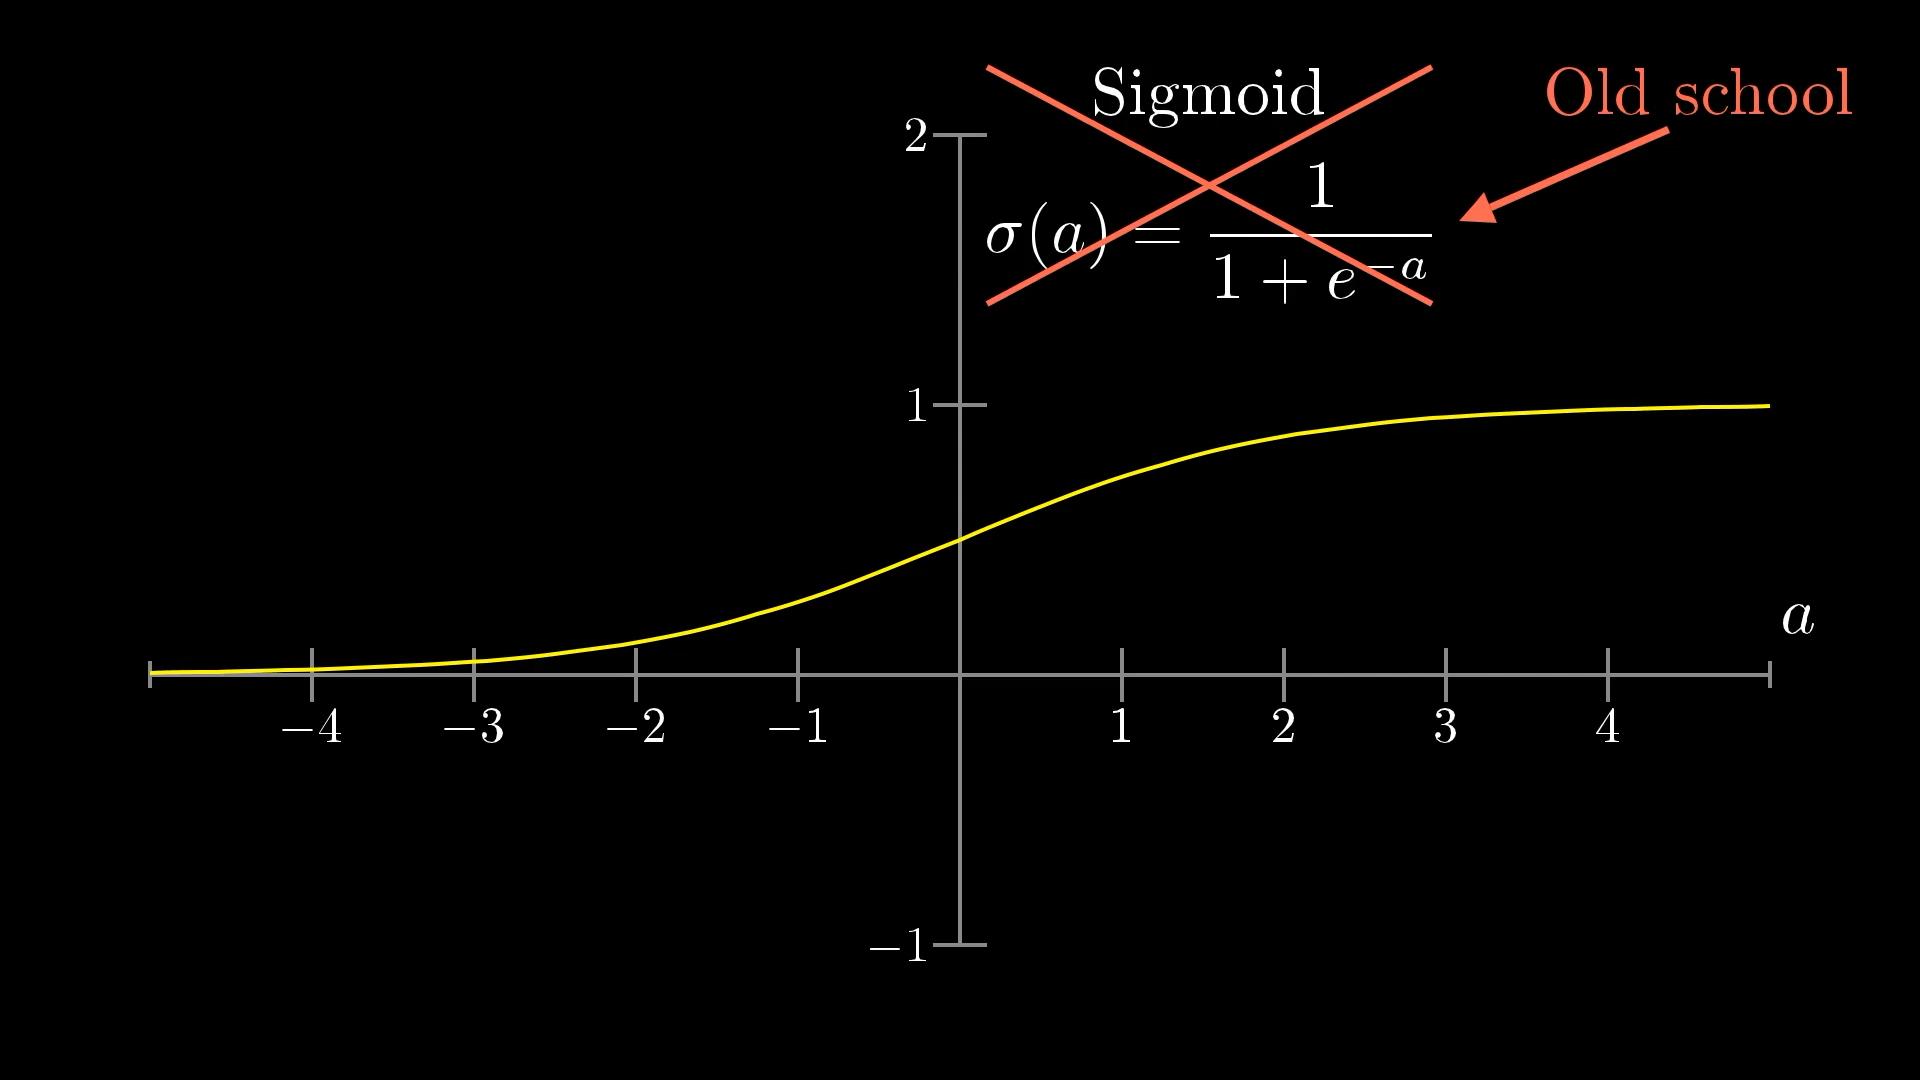 Sigmoid
Old school
σ(a) = 1 / (1 + e^{−a})
2
1
a
−4 −3 −2 −1 1 2 3 4
−1